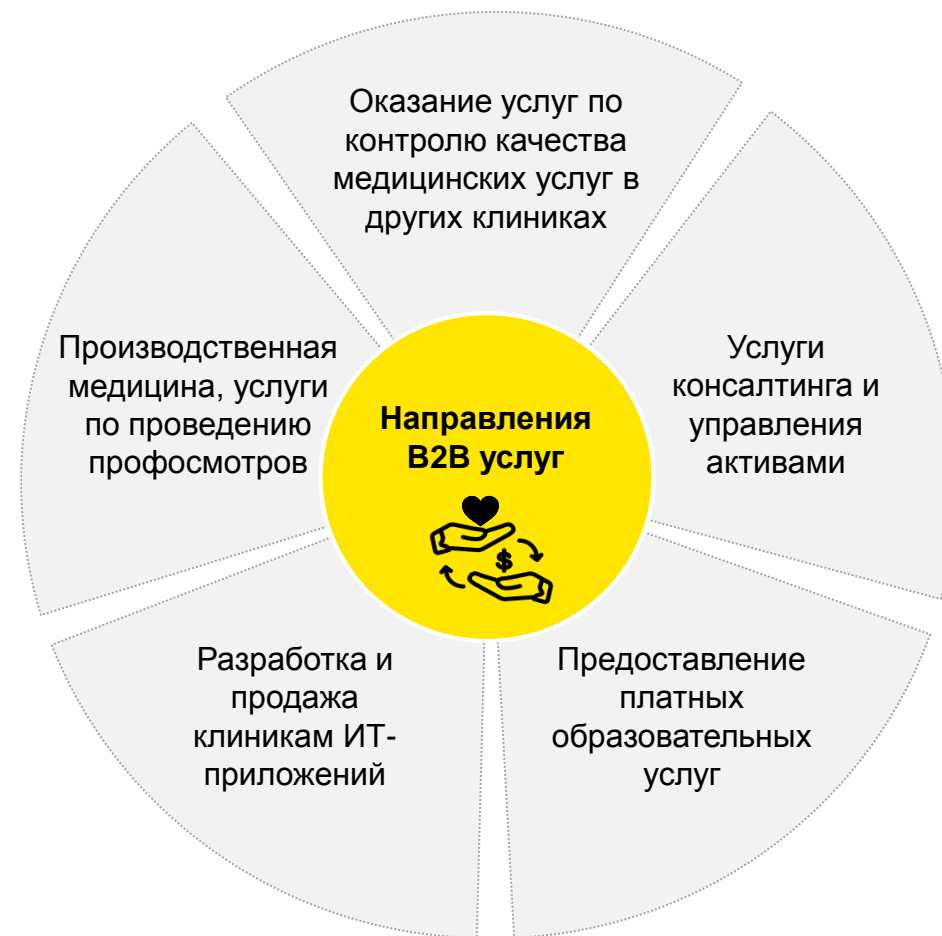 Оказание услуг по
контролю качества
медицинских услуг в
других клиниках
Услуги
консалтинга и
управления
активами
Предоставление
платных
образовательных
услуг
Разработка и
продажа
клиникам ИТ-
приложений
Производственная
медицина, услуги
по проведению
профосмотров
Направления
B2B услуг
$